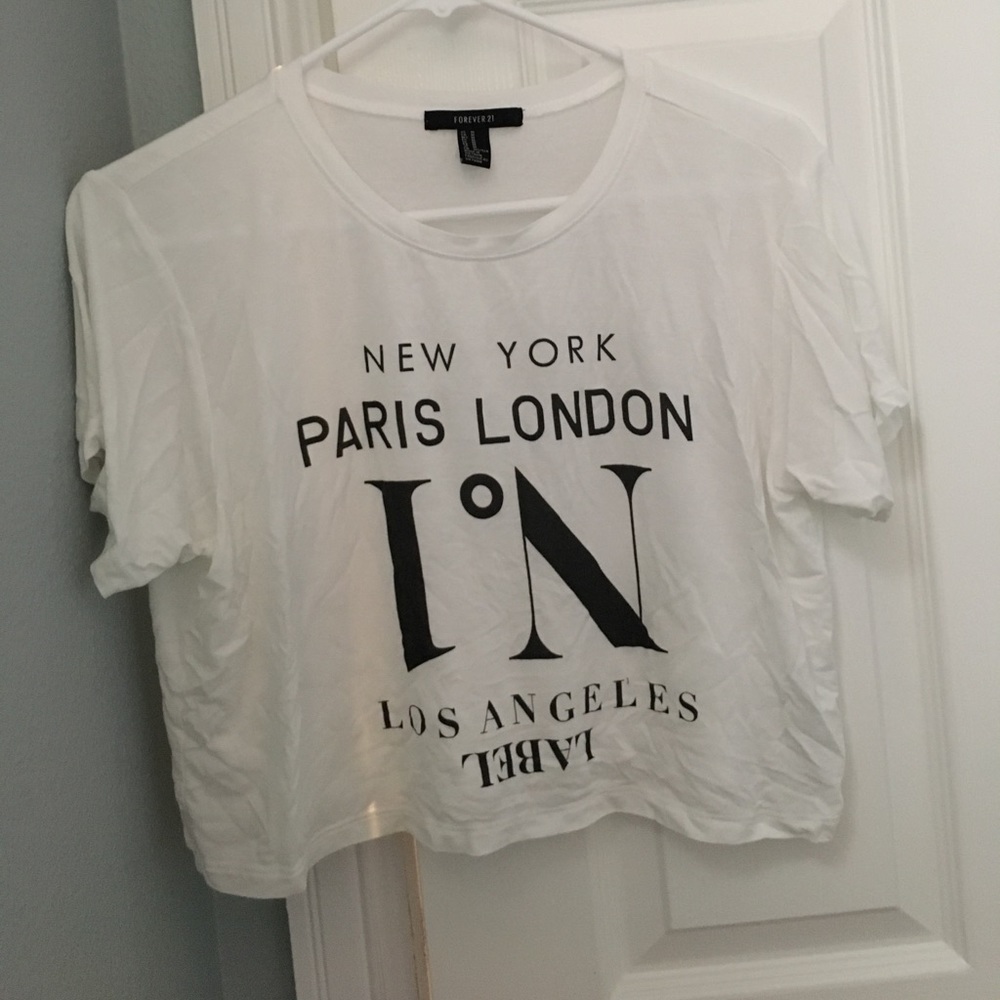 FOREVER 21
NEW YORK
PARIS LONDON
I°N
LOS ANGELES
LABEL